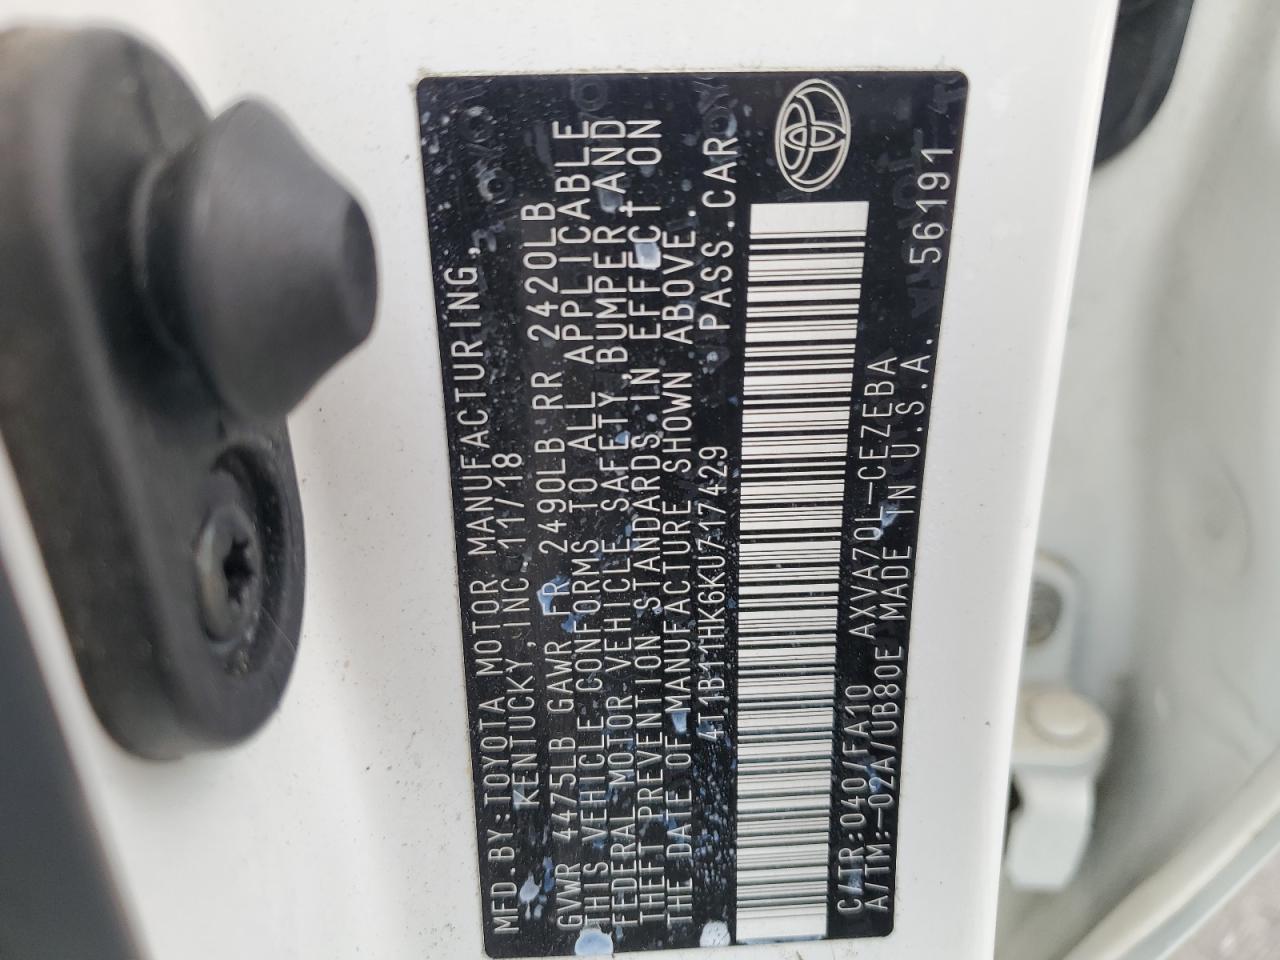 MFD.BY:TOYOTA MOTOR MANUFACTURING,
KENTUCKY,INC 11/18
GVWR 4475LB GAWR FR 2490LB RR 2420LB
THIS VEHICLE CONFORMS TO ALL APPLICABLE
FEDERAL MOTOR VEHICLE SAFETY,BUMPER,AND
THEFT PREVENTION STANDARDS IN EFFECT ON
THE DATE OF MANUFACTURE SHOWN ABOVE.
4T1B11HK6KU717429 PASS.CAR
C/TR:040/FA10 AXVA70L-CEZEBA
A/TM:-02A/UB80E MADE IN U.S.A. 56191